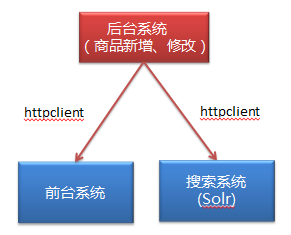 后台系统
（商品新增、修改）
httpclient
httpclient
前台系统
搜索系统
(Solr)